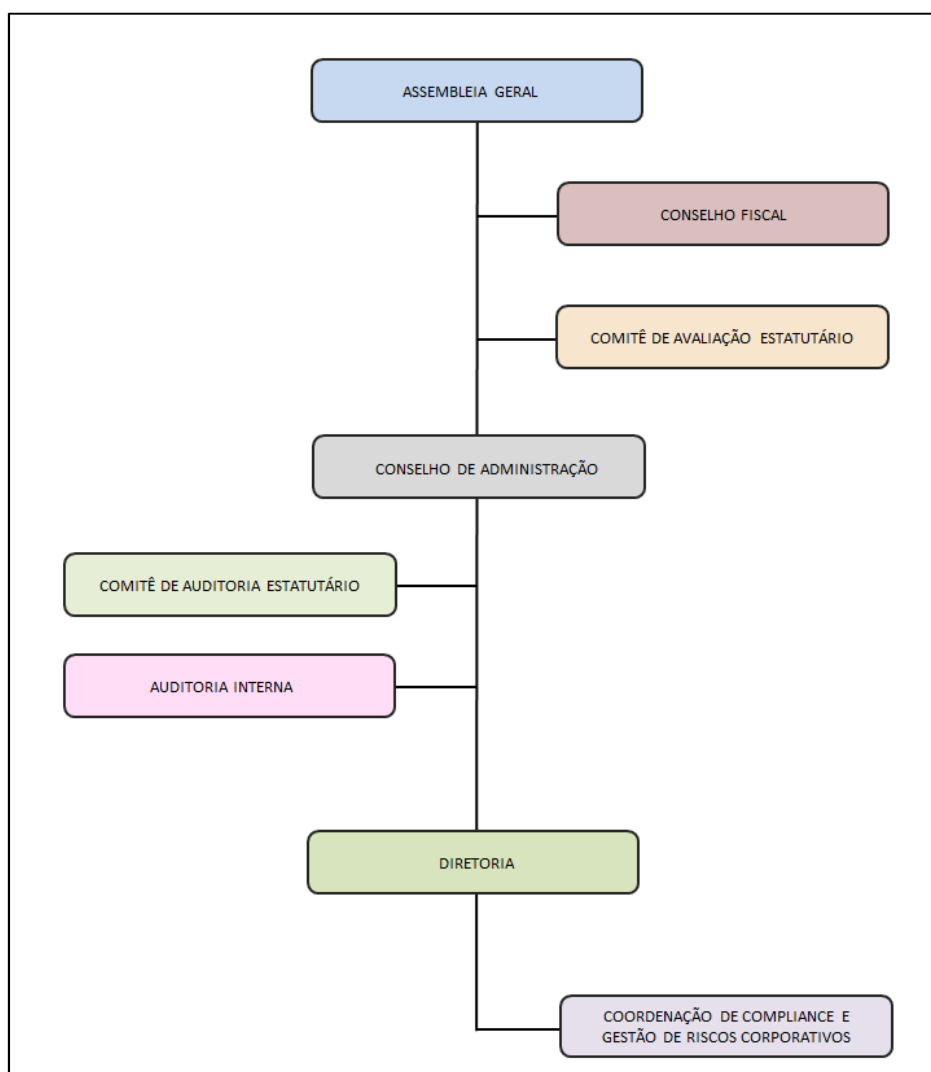 ASSEMBLEIA GERAL
CONSELHO FISCAL
COMITÊ DE AVALIAÇÃO ESTATUTÁRIO
CONSELHO DE ADMINISTRAÇÃO
COMITÊ DE AUDITORIA ESTATUTÁRIO
AUDITORIA INTERNA
DIRETORIA
COORDENAÇÃO DE COMPLIANCE E
GESTÃO DE RISCOS CORPORATIVOS